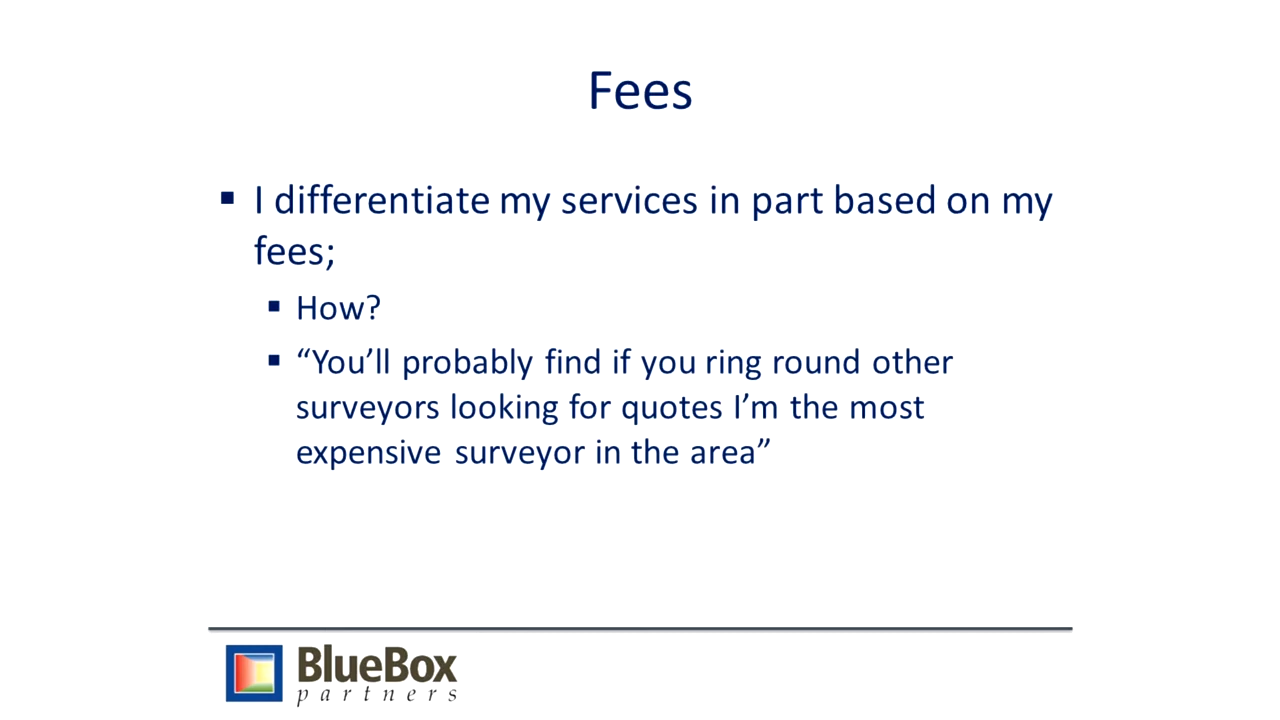 Fees
▪ I differentiate my services in part based on my
fees;
▪ How?
▪ “You’ll probably find if you ring round other
surveyors looking for quotes I’m the most
expensive surveyor in the area”
BlueBox
partners